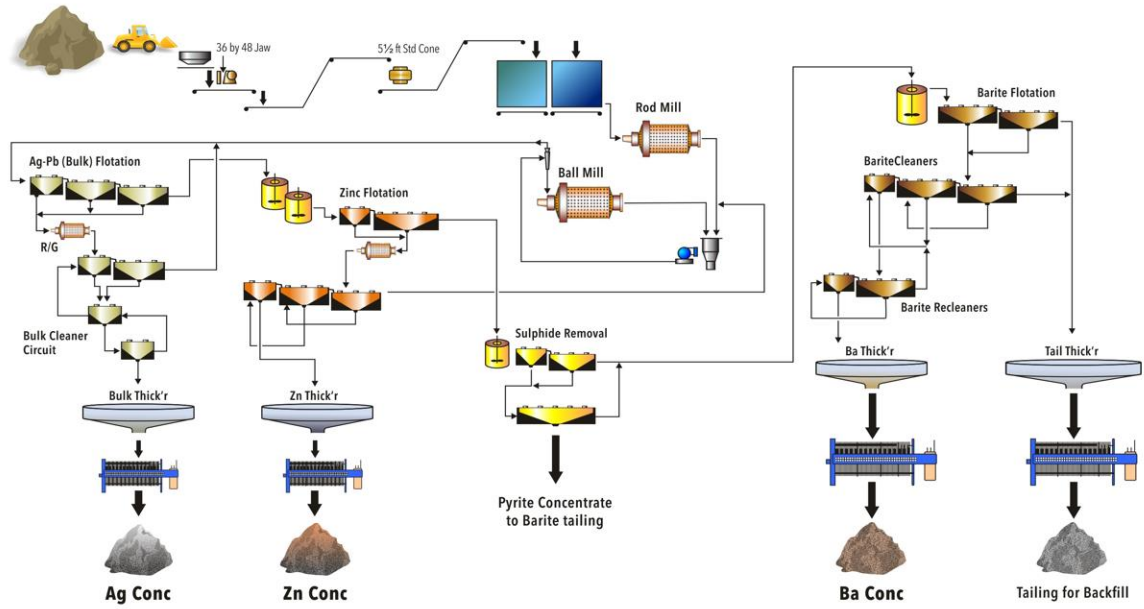 36 by 48 Jaw
5½ ft Std Cone
Rod Mill
Barite Flotation
Ag-Pb (Bulk) Flotation
Ball Mill
BariteCleaners
Zinc Flotation
R/G
Barite Recleaners
Bulk Cleaner
Circuit
Sulphide Removal
Ba Thick'r
Tail Thick'r
Bulk Thick'r
Zn Thick'r
Pyrite Concentrate
to Barite tailing
Ag Conc
Zn Conc
Ba Conc
Tailing for Backfill